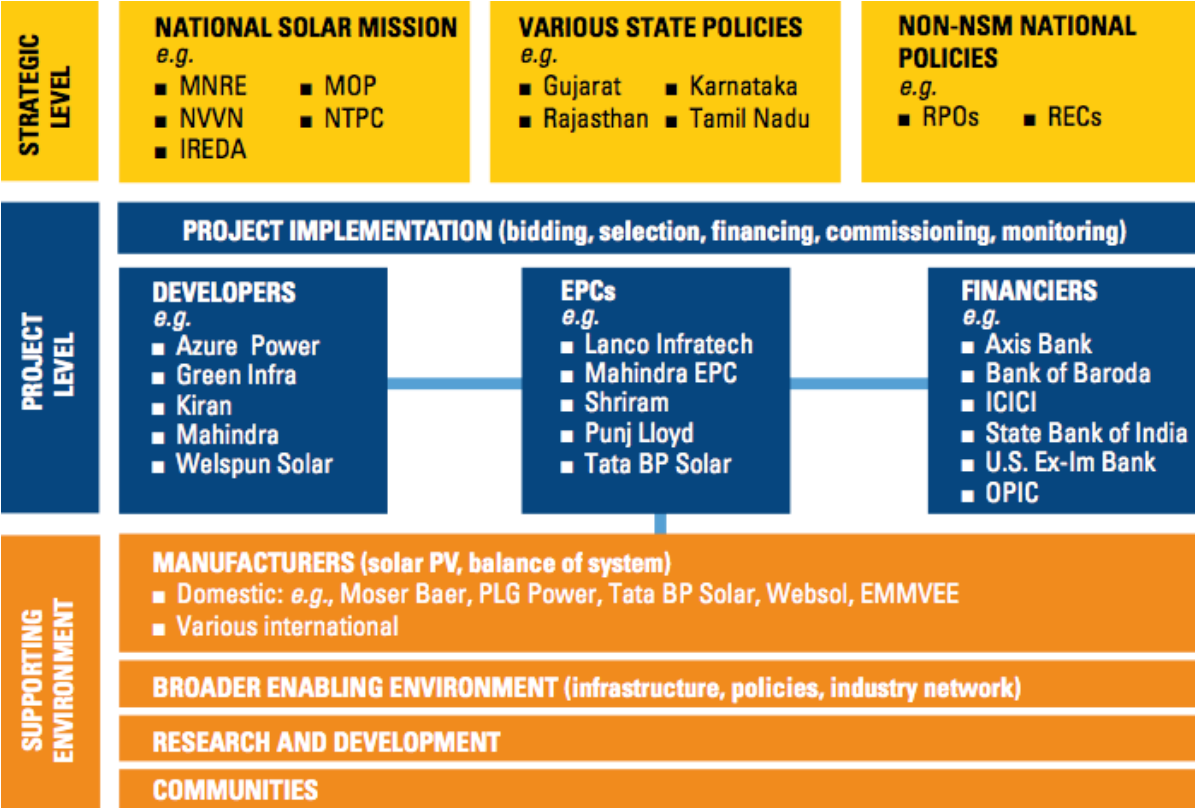 STRATEGIC
LEVEL
NATIONAL SOLAR MISSION
e.g.
■ MNRE ■ MOP
■ NVVN ■ NTPC
■ IREDA
VARIOUS STATE POLICIES
e.g.
■ Gujarat ■ Karnataka
■ Rajasthan ■ Tamil Nadu
NON-NSM NATIONAL
POLICIES
e.g.
■ RPOs ■ RECs
PROJECT
LEVEL
PROJECT IMPLEMENTATION (bidding, selection, financing, commissioning, monitoring)
DEVELOPERS
e.g.
■ Azure Power
■ Green Infra
■ Kiran
■ Mahindra
■ Welspun Solar
EPCs
e.g.
■ Lanco Infratech
■ Mahindra EPC
■ Shriram
■ Punj Lloyd
■ Tata BP Solar
FINANCIERS
e.g.
■ Axis Bank
■ Bank of Baroda
■ ICICI
■ State Bank of India
■ U.S. Ex-Im Bank
■ OPIC
SUPPORTING
ENVIRONMENT
MANUFACTURERS (solar PV, balance of system)
■ Domestic: e.g., Moser Baer, PLG Power, Tata BP Solar, Websol, EMMVEE
■ Various international
BROADER ENABLING ENVIRONMENT (infrastructure, policies, industry network)
RESEARCH AND DEVELOPMENT
COMMUNITIES